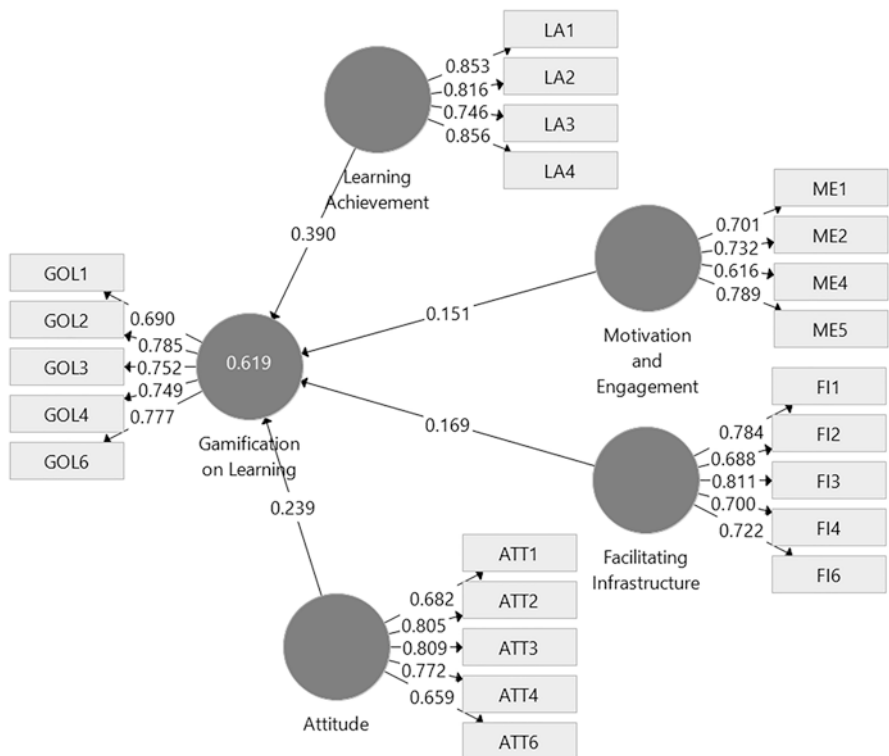 LA1
0.853
LA2
0.816
0.746
LA3
0.856
LA4
Learning
Achievement
0.390
ME1
0.701
ME2
0.732
0.616
ME4
0.789
ME5
Motivation
and
Engagement
0.151
GOL1
0.690
GOL2
0.785
GOL3
0.752
0.749
GOL4
0.777
GOL6
0.619
Gamification
on Learning
0.169
FI1
0.784
FI2
0.688
0.811
FI3
0.700
FI4
0.722
FI6
Facilitating
Infrastructure
0.239
ATT1
0.682
ATT2
0.805
0.809
ATT3
0.772
ATT4
0.659
ATT6
Attitude